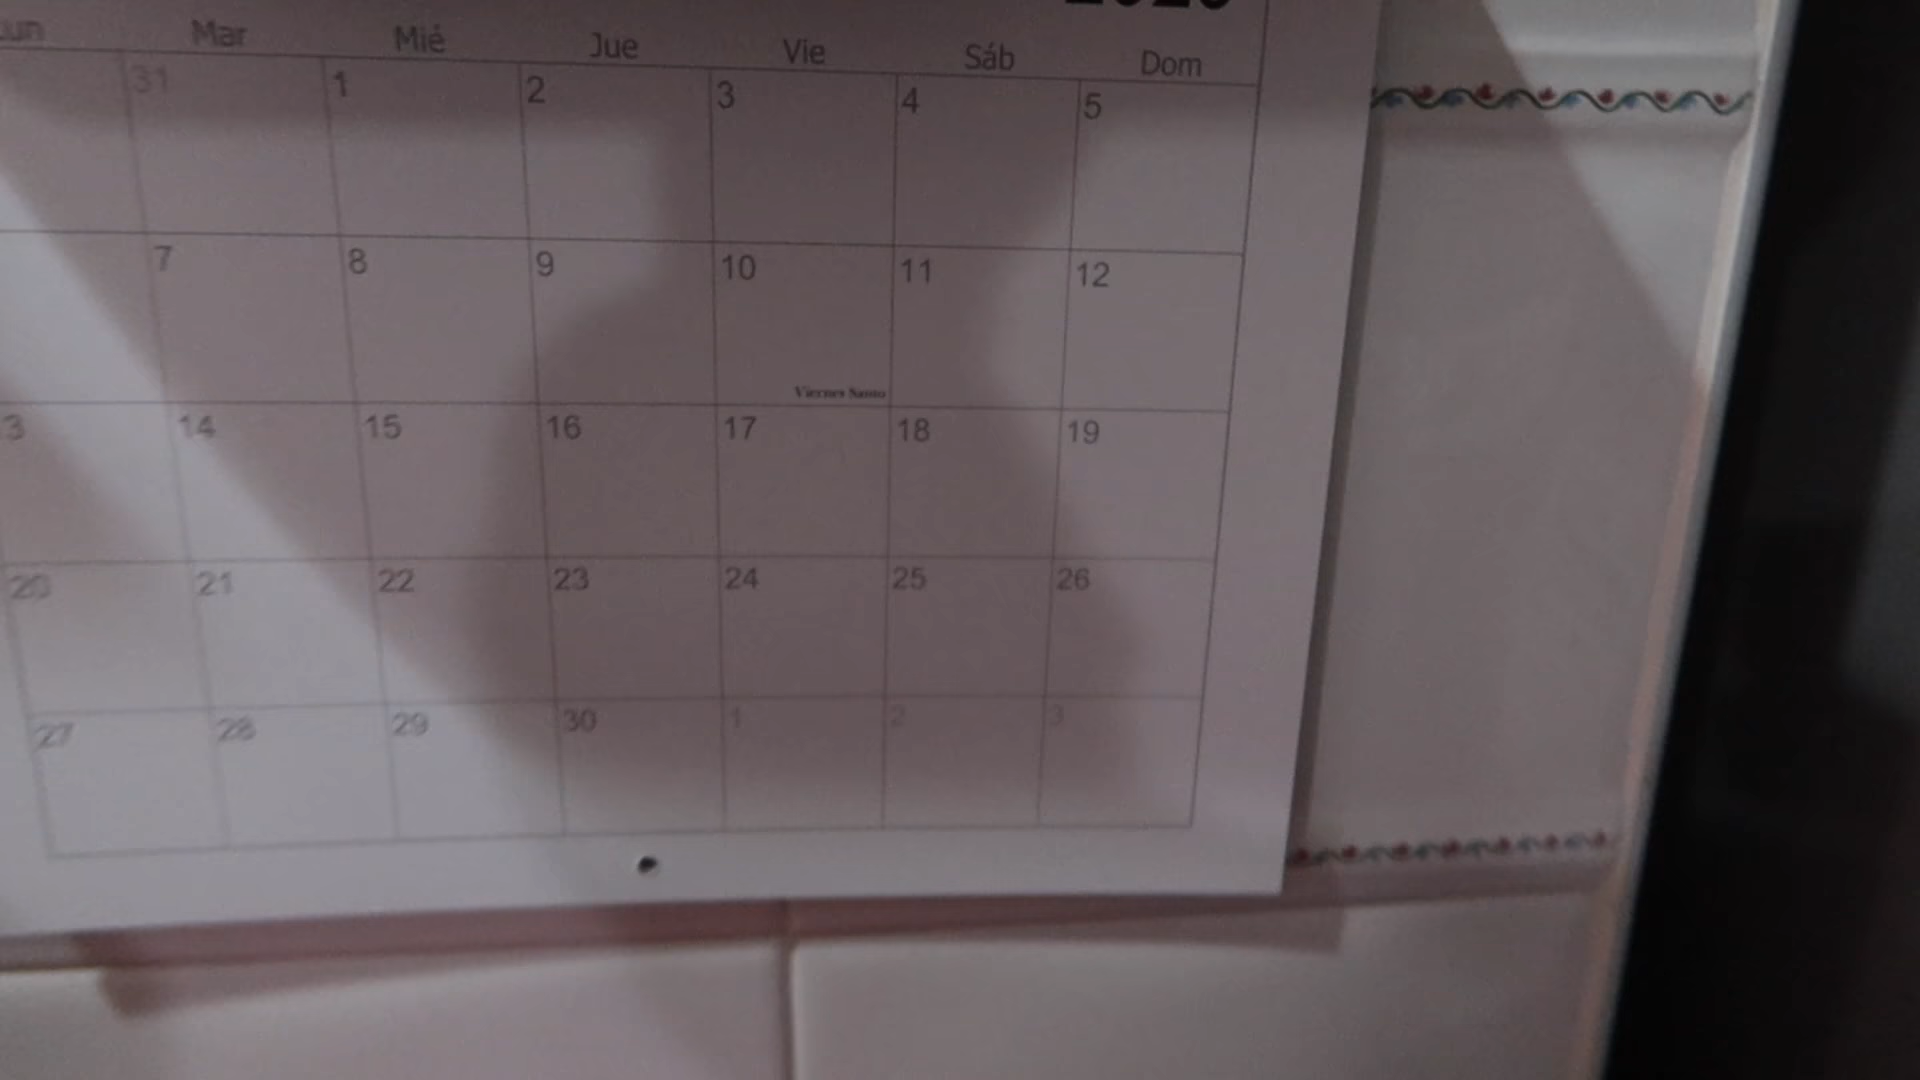 Mar Mié Jue Vie Sáb Dom
31 1 2 3 4 5
7 8 9 10 11 12
Viernes Santo
14 15 16 17 18 19
20 21 22 23 24 25 26
27 28 29 30 1 2 3